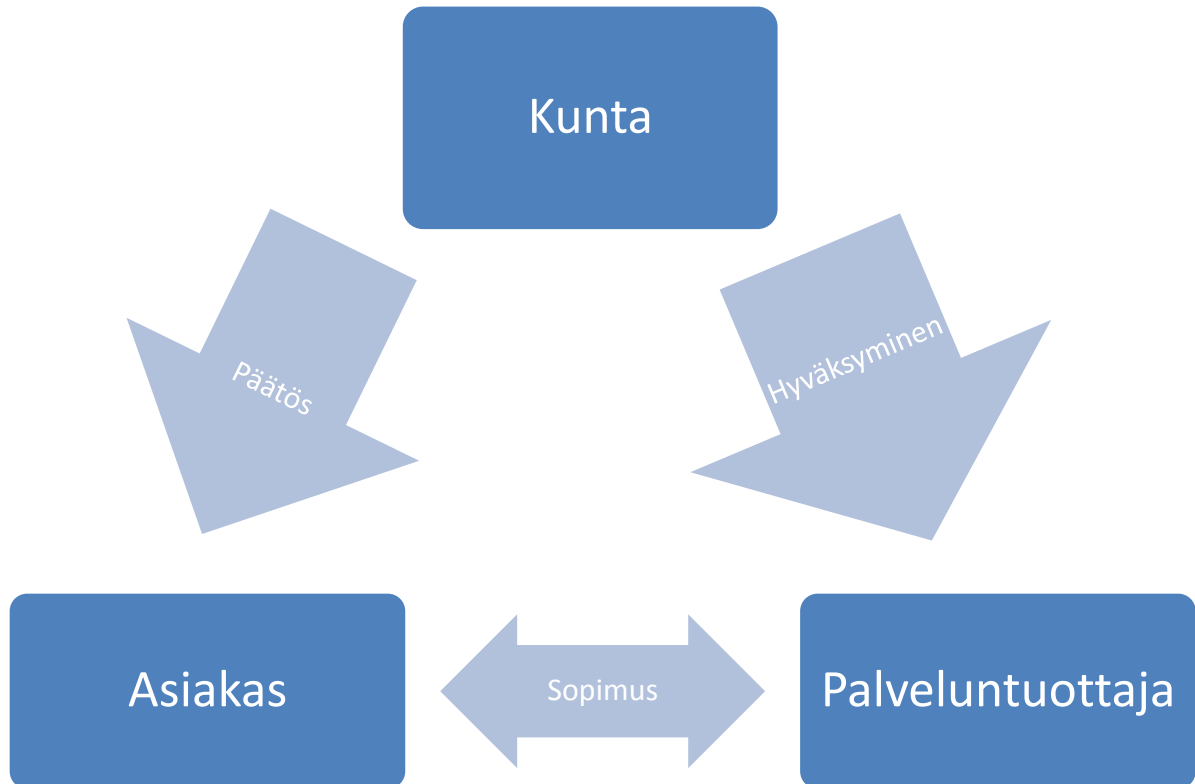 Kunta
Päätös
Hyväksyminen
Asiakas
Sopimus
Palveluntuottaja